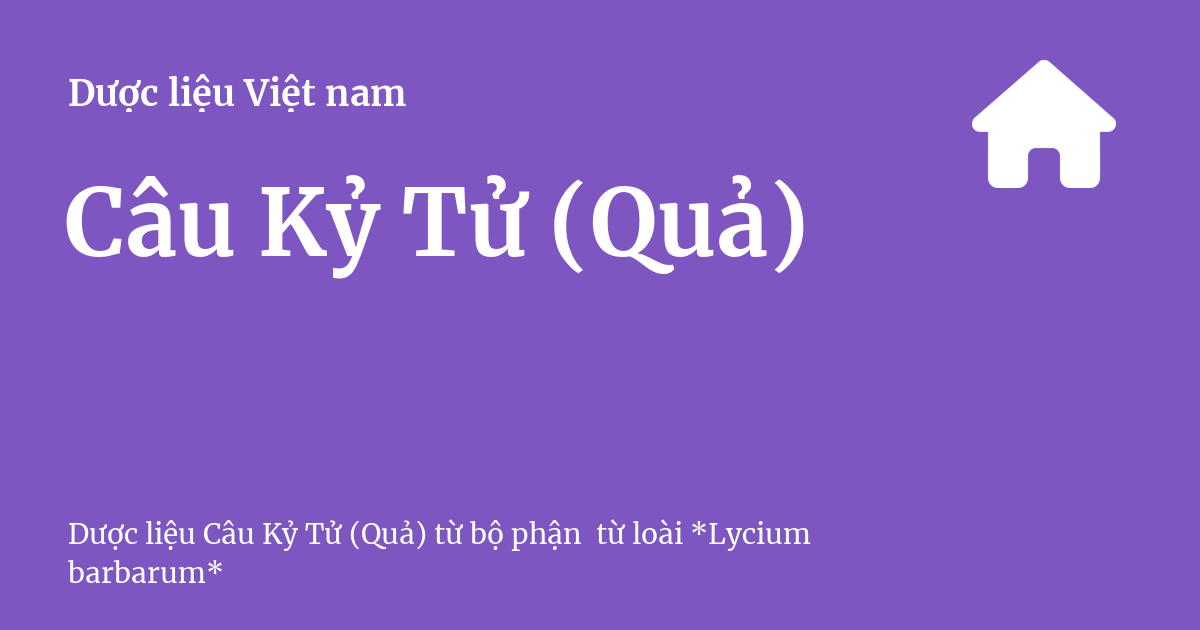 Dược liệu Việt nam
Câu Kỷ Tử (Quả)
Dược liệu Câu Kỷ Tử (Quả) từ bộ phận  từ loài *Lycium
barbarum*